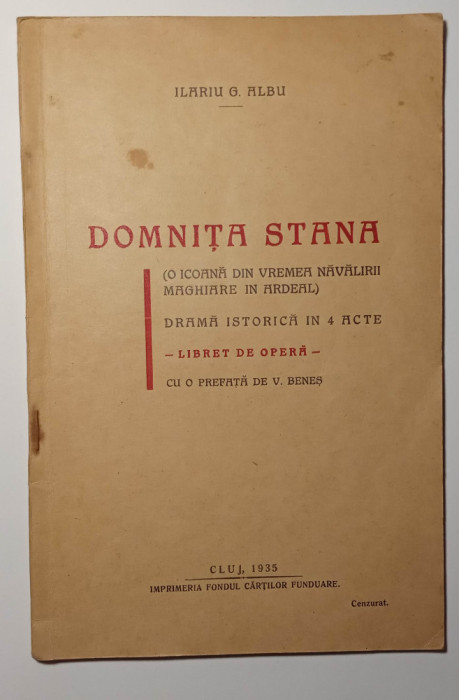 ILARIU G. ALBU
DOMNIȚA STANA
(O ICOANĂ DIN VREMEA NĂVĂLIRII
MAGHIARE IN ARDEAL)
DRAMĂ ISTORICĂ IN 4 ACTE
— LIBRET DE OPERĂ —
CU O PREFAȚĂ DE V. BENEȘ
CLUJ, 1935
IMPRIMERIA FONDUL CĂRȚILOR FUNDUARE.
Cenzurat.